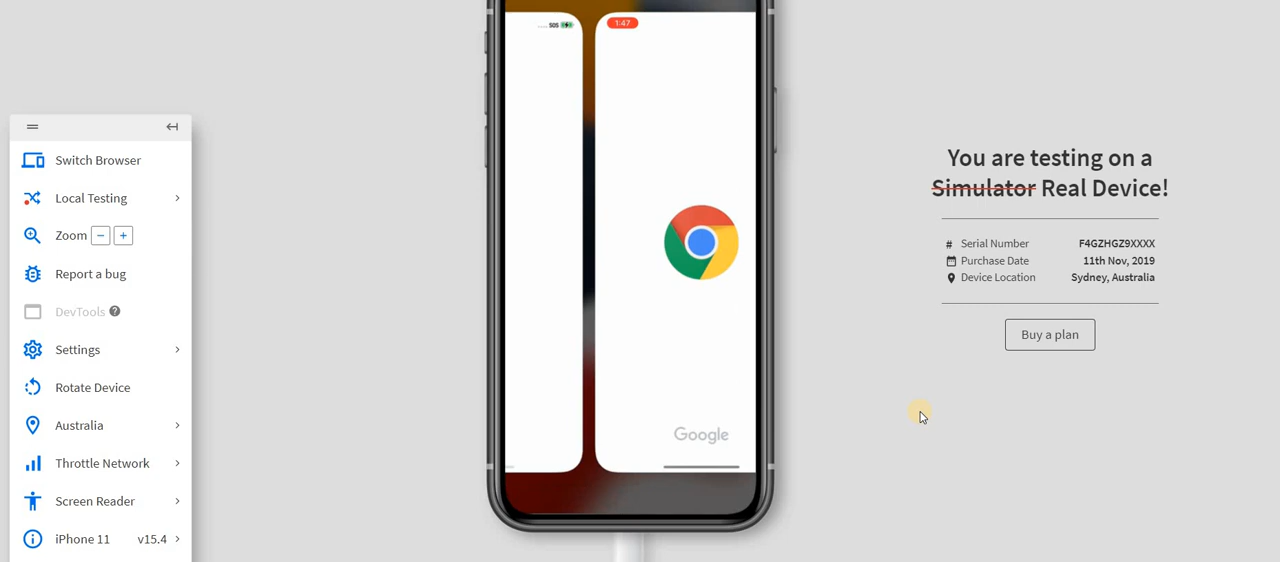 Switch Browser
Local Testing
Zoom - +
Report a bug
DevTools ?
Settings
Rotate Device
Australia
Throttle Network
Screen Reader
iPhone 11 v15.4
SOS
1:47
Google
You are testing on a
Simulator Real Device!
# Serial Number F4GZHGZ9XXXX
Purchase Date 11th Nov, 2019
Device Location Sydney, Australia
Buy a plan